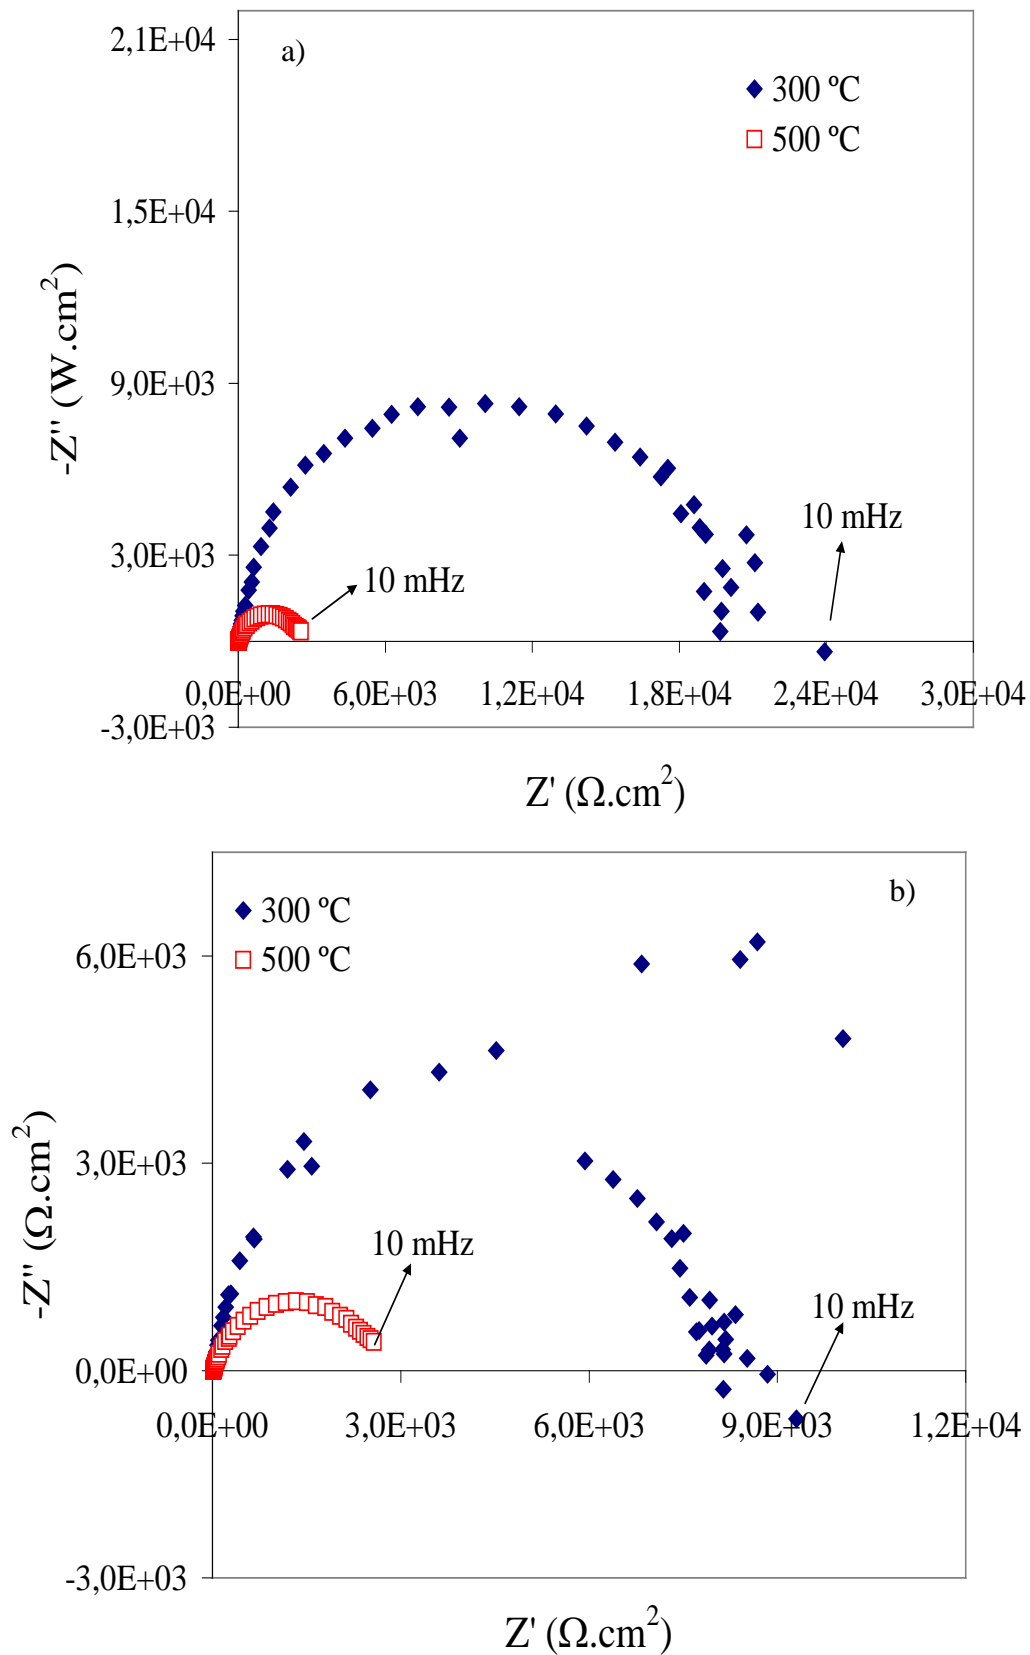 a)
2,1E+04
300 ºC
500 ºC
1,5E+04
-Z'' (W.cm²)
9,0E+03
3,0E+03
10 mHz
10 mHz
0,0E+00 6,0E+03 1,2E+04 1,8E+04 2,4E+04 3,0E+04
-3,0E+03
Z' (Ω.cm²)
b)
300 ºC
500 ºC
6,0E+03
-Z'' (Ω.cm²)
3,0E+03
10 mHz
10 mHz
0,0E+00
0,0E+00 3,0E+03 6,0E+03 9,0E+03 1,2E+04
-3,0E+03
Z' (Ω.cm²)